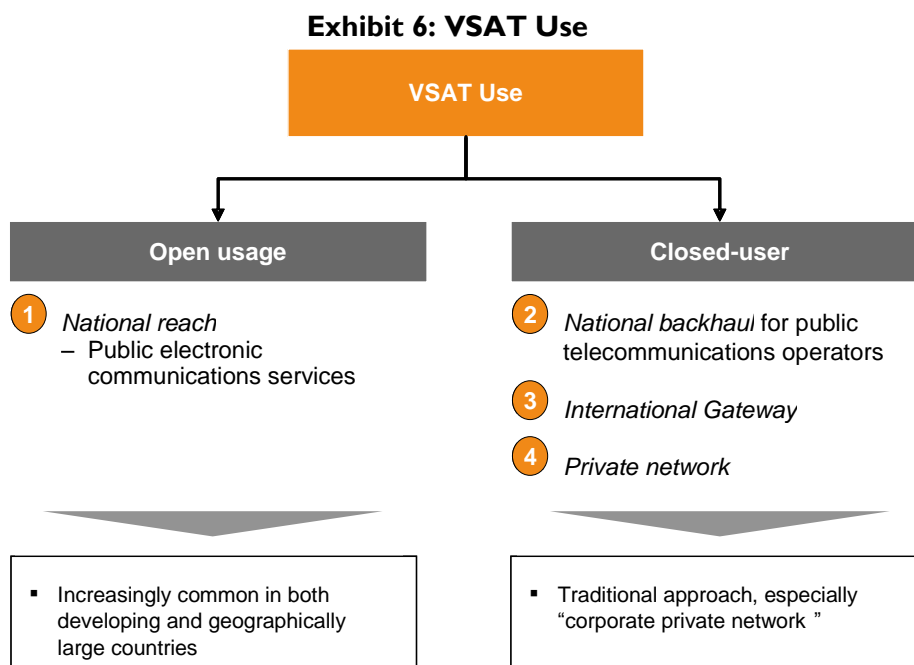 Exhibit 6: VSAT Use
VSAT Use
Open usage
1 National reach
– Public electronic
communications services
▪ Increasingly common in both
developing and geographically
large countries
Closed-user
2 National backhaul for public
telecommunications operators
3 International Gateway
4 Private network
▪ Traditional approach, especially
“corporate private network ”